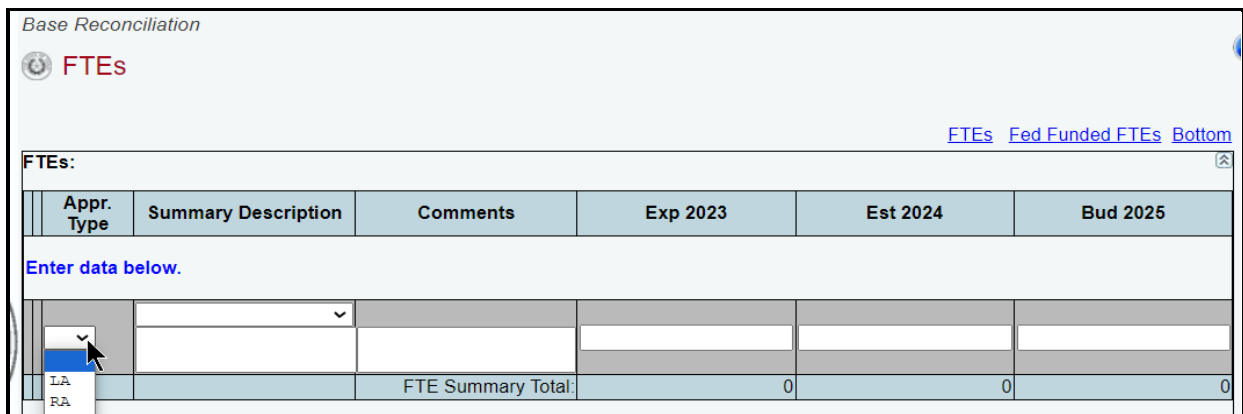 Base Reconciliation
FTEs
FTEs Fed Funded FTEs Bottom
FTEs:
Appr. Type Summary Description Comments Exp 2023 Est 2024 Bud 2025
Enter data below.
LA
FTE Summary Total: 0 0 0
RA